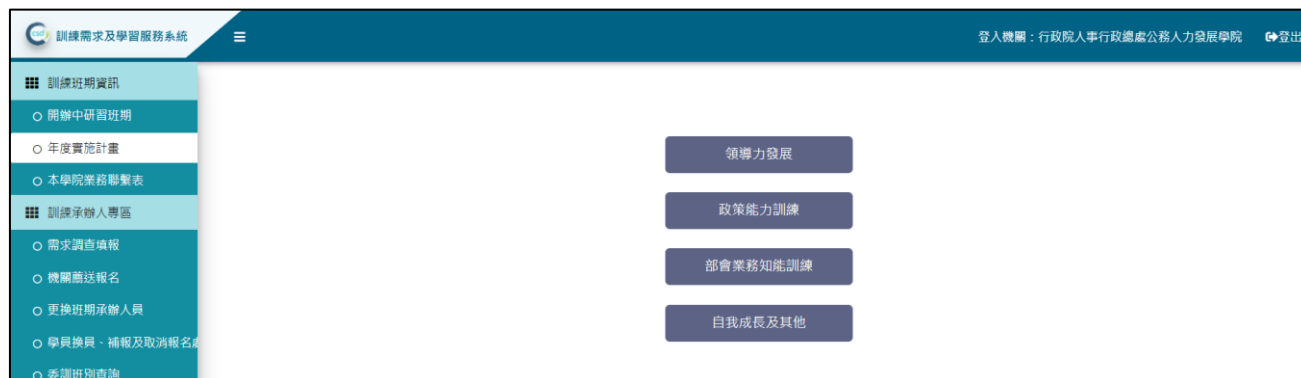 訓練需求及學習服務系統
登入機關：行政院人事行政總處公務人力發展學院 登出
訓練班期資訊
開辦中研習班期
年度實施計畫
本學院業務聯繫表
訓練承辦人專區
需求調查填報
機關薦送報名
更換班期承辦人員
學員換員、補報及取消報名
委訓班別查詢
領導力發展
政策能力訓練
部會業務知能訓練
自我成長及其他